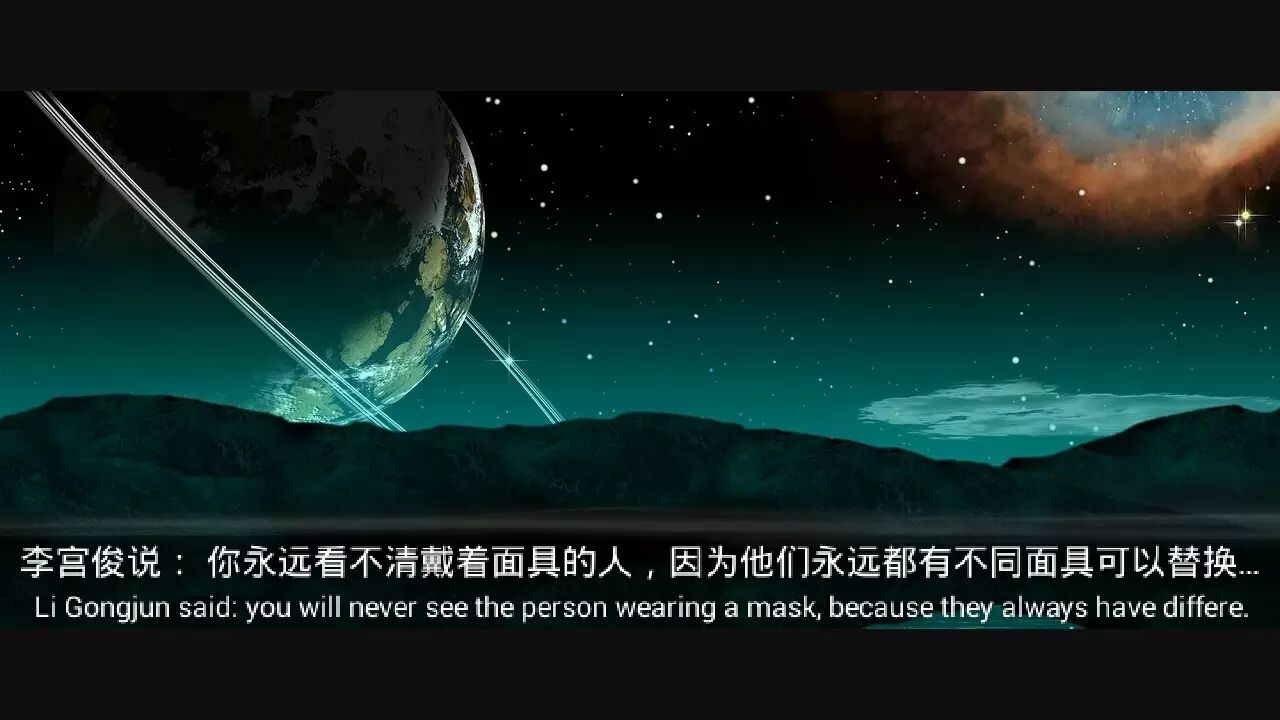 李宫俊说： 你永远看不清戴着面具的人，因为他们永远都有不同面具可以替换...
Li Gongjun said: you will never see the person wearing a mask, because they always have differe.